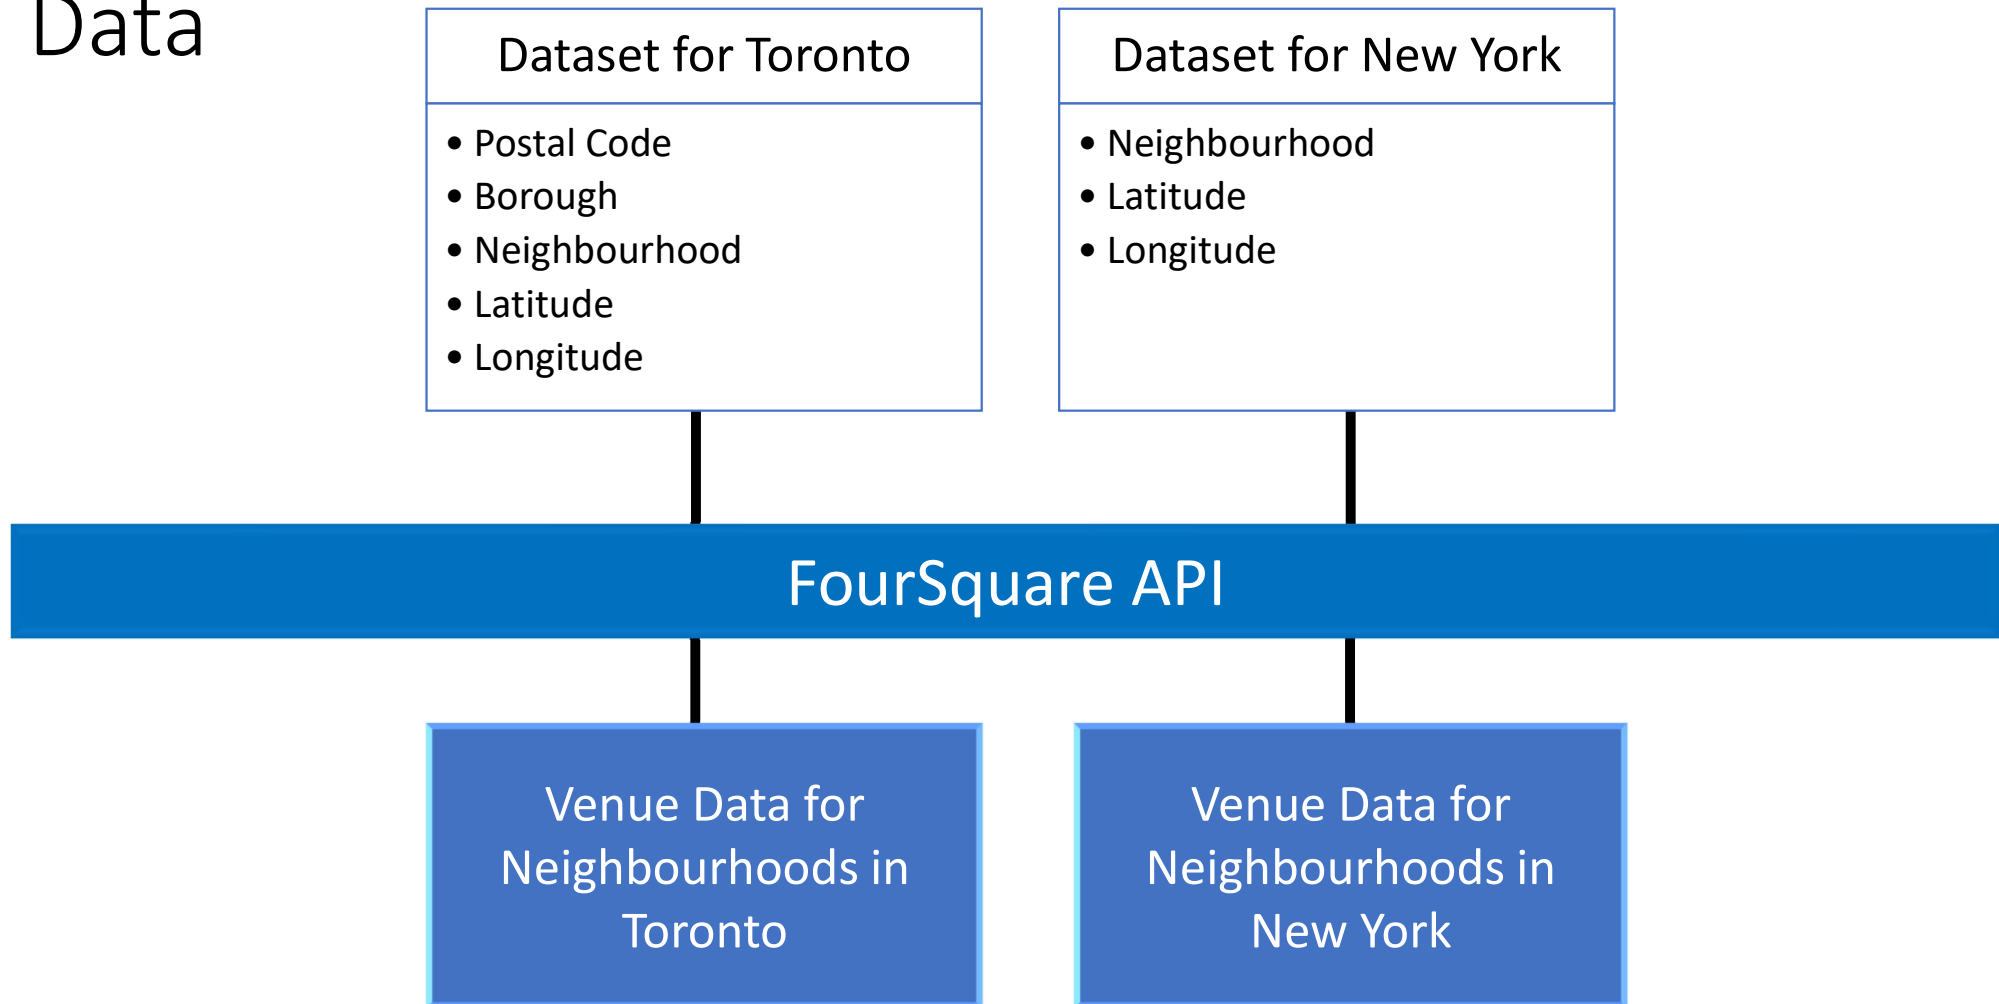 Data
Dataset for Toronto
• Postal Code
• Borough
• Neighbourhood
• Latitude
• Longitude
Dataset for New York
• Neighbourhood
• Latitude
• Longitude
FourSquare API
Venue Data for
Neighbourhoods in
Toronto
Venue Data for
Neighbourhoods in
New York